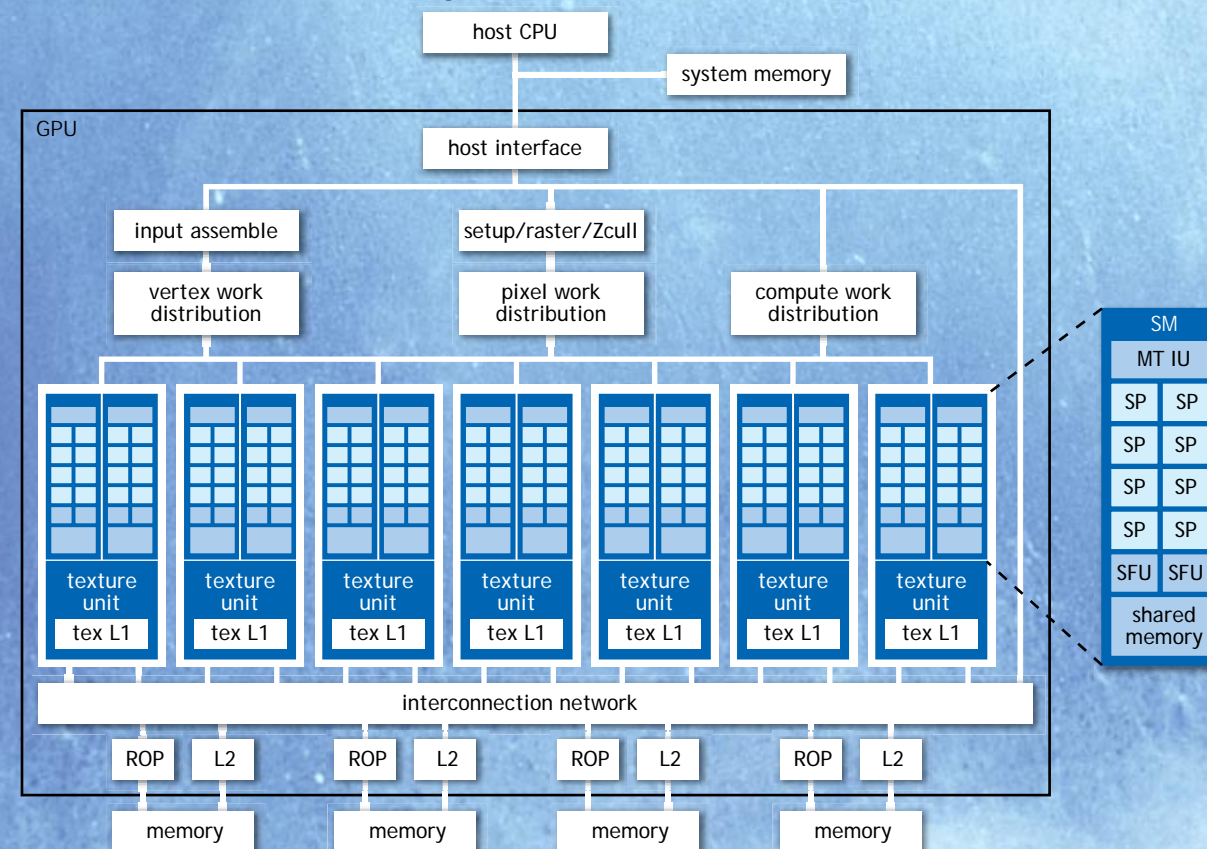 host CPU
system memory
GPU
host interface
input assemble
setup/raster/Zcull
vertex work
distribution
pixel work
distribution
compute work
distribution
SM
MT IU
SP SP
SP SP
SP SP
SP SP
SFU SFU
shared
memory
texture
unit
tex L1
texture
unit
tex L1
texture
unit
tex L1
texture
unit
tex L1
texture
unit
tex L1
texture
unit
tex L1
texture
unit
tex L1
interconnection network
ROP L2 ROP L2 ROP L2 ROP L2
memory memory memory memory